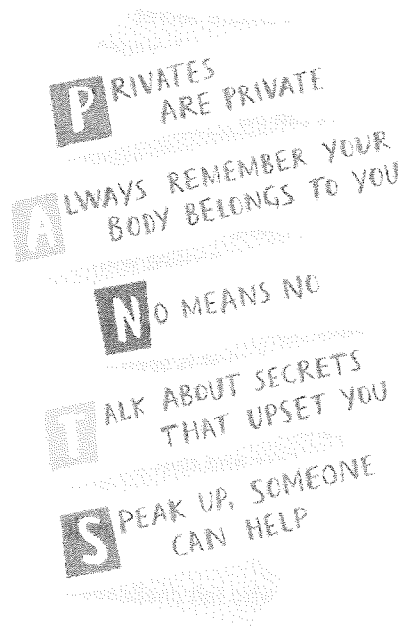 PRIVATES
ARE PRIVATE
ALWAYS REMEMBER YOUR
BODY BELONGS TO YOU
NO MEANS NO
TALK ABOUT SECRETS
THAT UPSET YOU
SPEAK UP, SOMEONE
CAN HELP